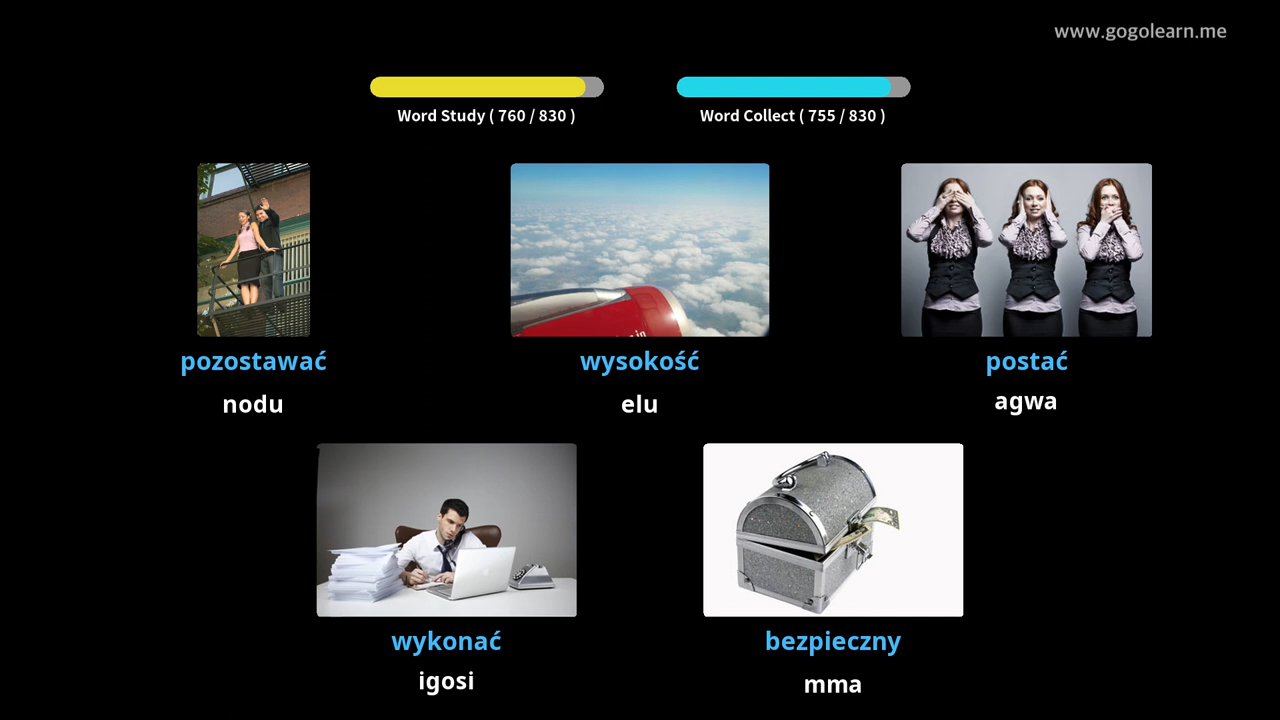 www.gogolearn.me
Word Study ( 760 / 830 )
Word Collect ( 755 / 830 )
pozostawać
nodu
wysokość
elu
postać
agwa
wykonać
igosi
bezpieczny
mma